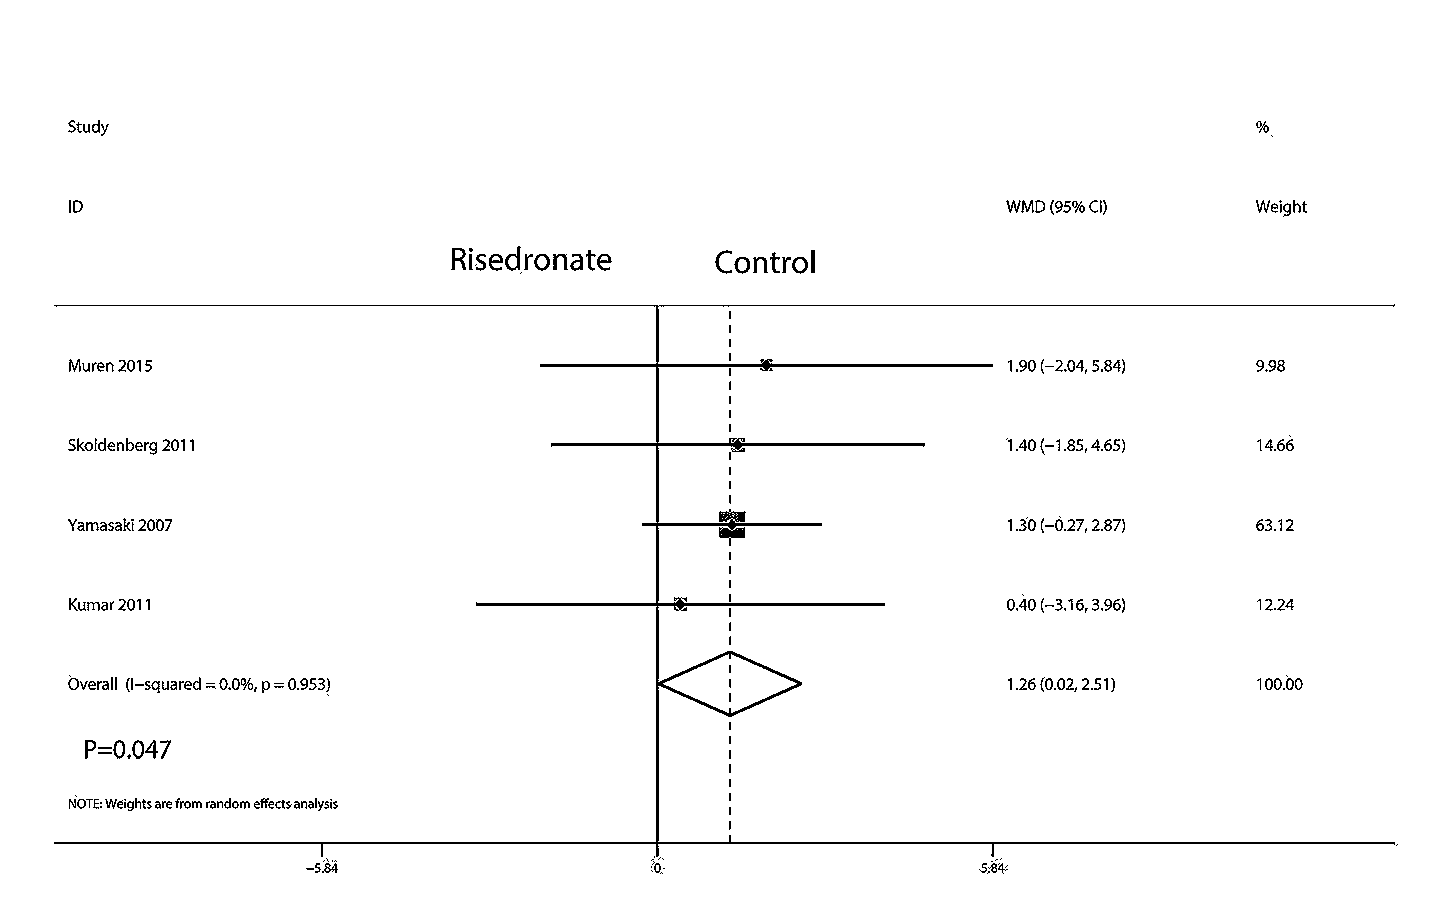 Study %
ID WMD (95% CI) Weight
Risedronate Control
Muren 2015 1.90 (−2.04, 5.84) 9.98
Skoidenberg 2011 1.40 (−1.85, 4.65) 14.66
Yamasaki 2007 1.30 (−0.27, 2.87) 63.12
Kumar 2011 0.40 (−3.16, 3.96) 12.24
Overall (I−squared = 0.0%, p = 0.953) 1.26 (0.02, 2.51) 100.00
P=0.047
NOTE: Weights are from random effects analysis
−5.84 0 5.84